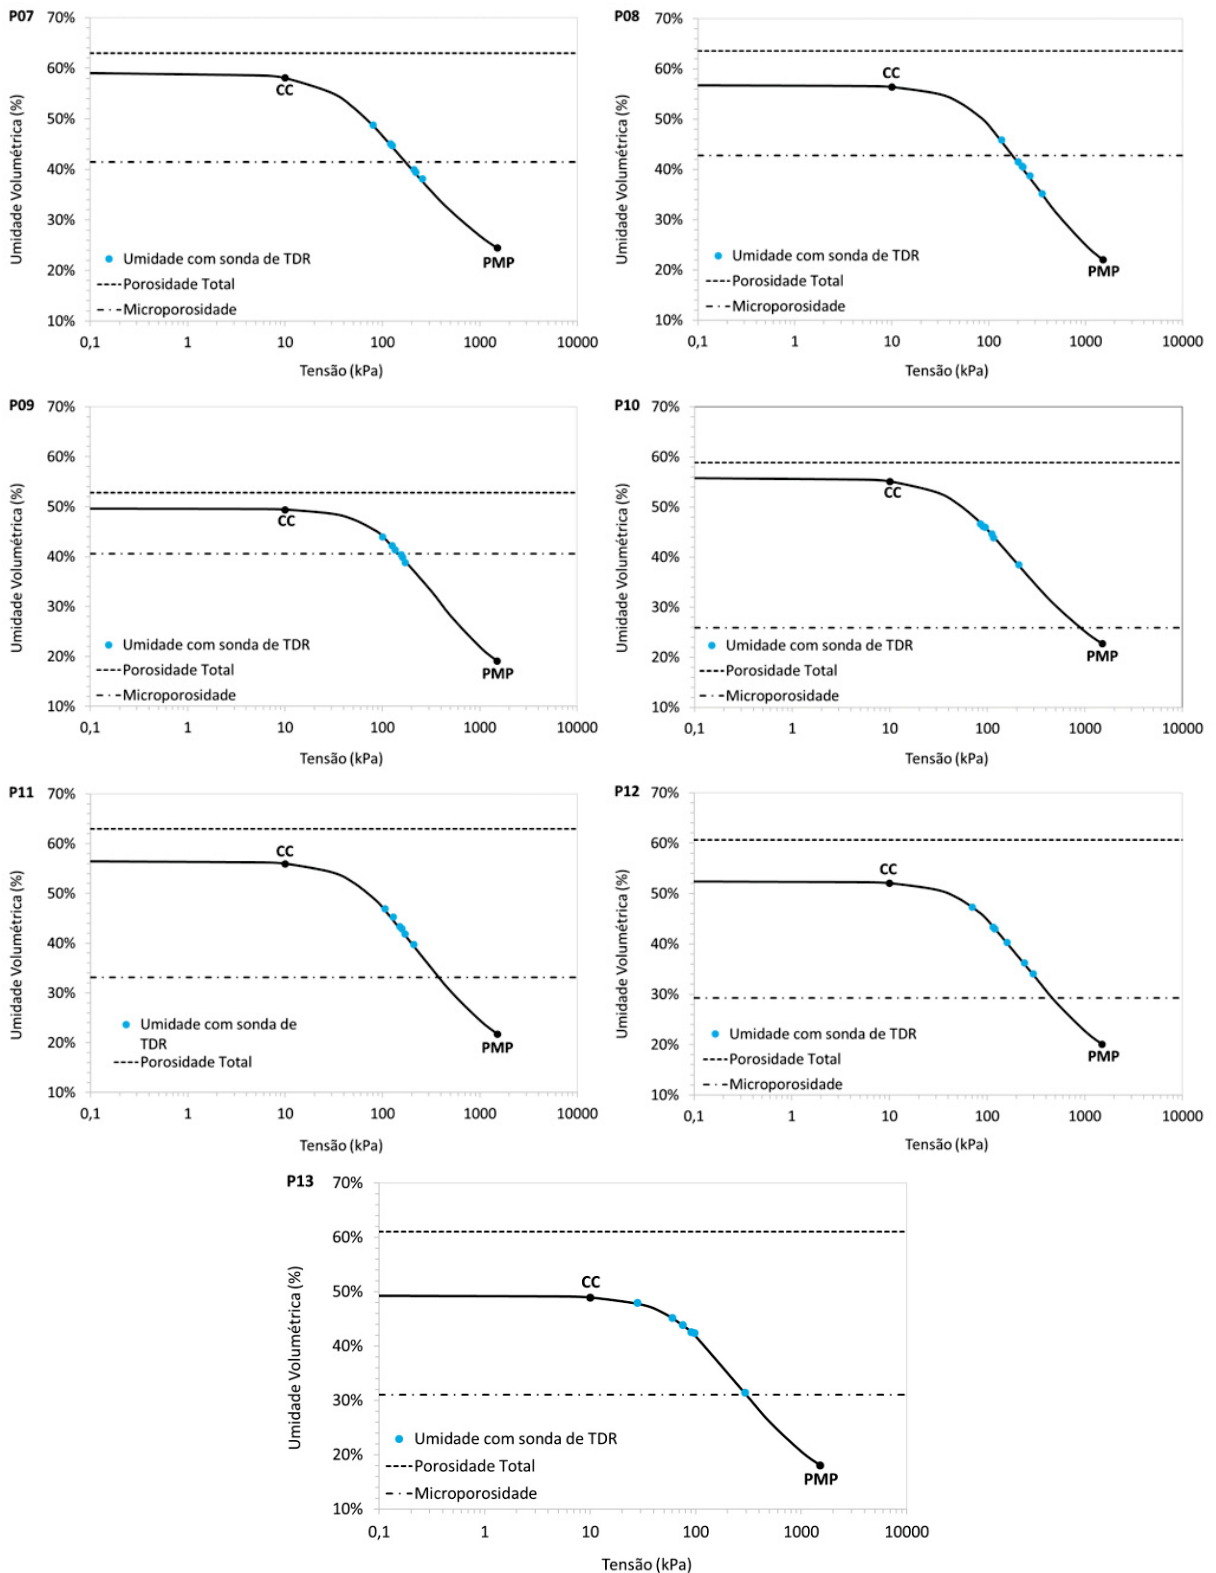 P07
70%
60%
50%
40%
30%
20%
10%
Umidade Volumétrica (%)
CC
PMP
Umidade com sonda de TDR
Porosidade Total
Microporosidade
0,1 1 10 100 1000 10000
Tensão (kPa)
P08
70%
60%
50%
40%
30%
20%
10%
Umidade Volumétrica (%)
CC
PMP
Umidade com sonda de TDR
Porosidade Total
Microporosidade
0,1 1 10 100 1000 10000
Tensão (kPa)
P09
70%
60%
50%
40%
30%
20%
10%
Umidade Volumétrica (%)
CC
PMP
Umidade com sonda de TDR
Porosidade Total
Microporosidade
0,1 1 10 100 1000 10000
Tensão (kPa)
P10
70%
60%
50%
40%
30%
20%
10%
Umidade Volumétrica (%)
CC
PMP
Umidade com sonda de TDR
Porosidade Total
Microporosidade
0,1 1 10 100 1000 10000
Tensão (kPa)
P11
70%
60%
50%
40%
30%
20%
10%
Umidade Volumétrica (%)
CC
PMP
Umidade com sonda de
TDR
Porosidade Total
0,1 1 10 100 1000 10000
Tensão (kPa)
P12
70%
60%
50%
40%
30%
20%
10%
Umidade Volumétrica (%)
CC
PMP
Umidade com sonda de TDR
Porosidade Total
Microporosidade
0,1 1 10 100 1000 10000
Tensão (kPa)
P13
70%
60%
50%
40%
30%
20%
10%
Umidade Volumétrica (%)
CC
PMP
Umidade com sonda de TDR
Porosidade Total
Microporosidade
0,1 1 10 100 1000 10000
Tensão (kPa)